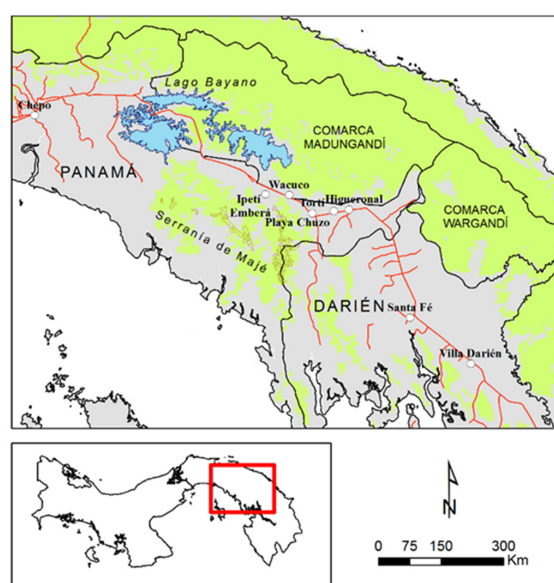 Lago Bayano
Chepo
COMARCA
MADUNGANDÍ
PANAMÁ
Wacuco
Ipetí
Emberá
Tortí
Higueronal
Playa Chuzo
COMARCA
WARGANDÍ
Serranía de Majé
DARIÉN
Santa Fé
Villa Darién
N
0 75 150 300
Km